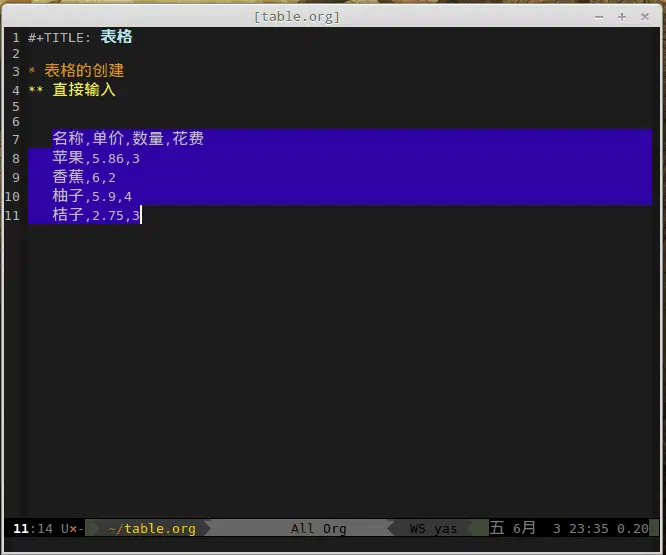 [table.org]
1 #+TITLE: 表格
2
3 * 表格的创建
4 ** 直接输入
5
6
7 名称,单价,数量,花费
8 苹果,5.86,3
9 香蕉,6,2
10 柚子,5.9,4
11 桔子,2.75,3
11:14 U×- ~/table.org All Org WS yas 五 6月 3 23:35 0.20